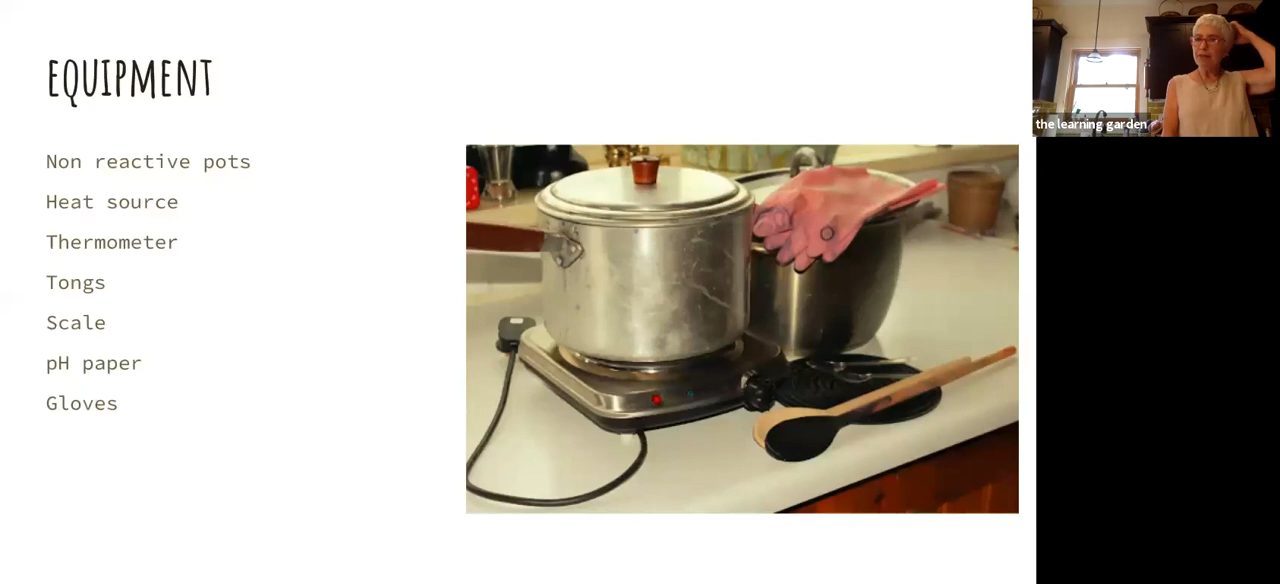 EQUIPMENT
Non reactive pots
Heat source
Thermometer
Tongs
Scale
pH paper
Gloves
the learning garden